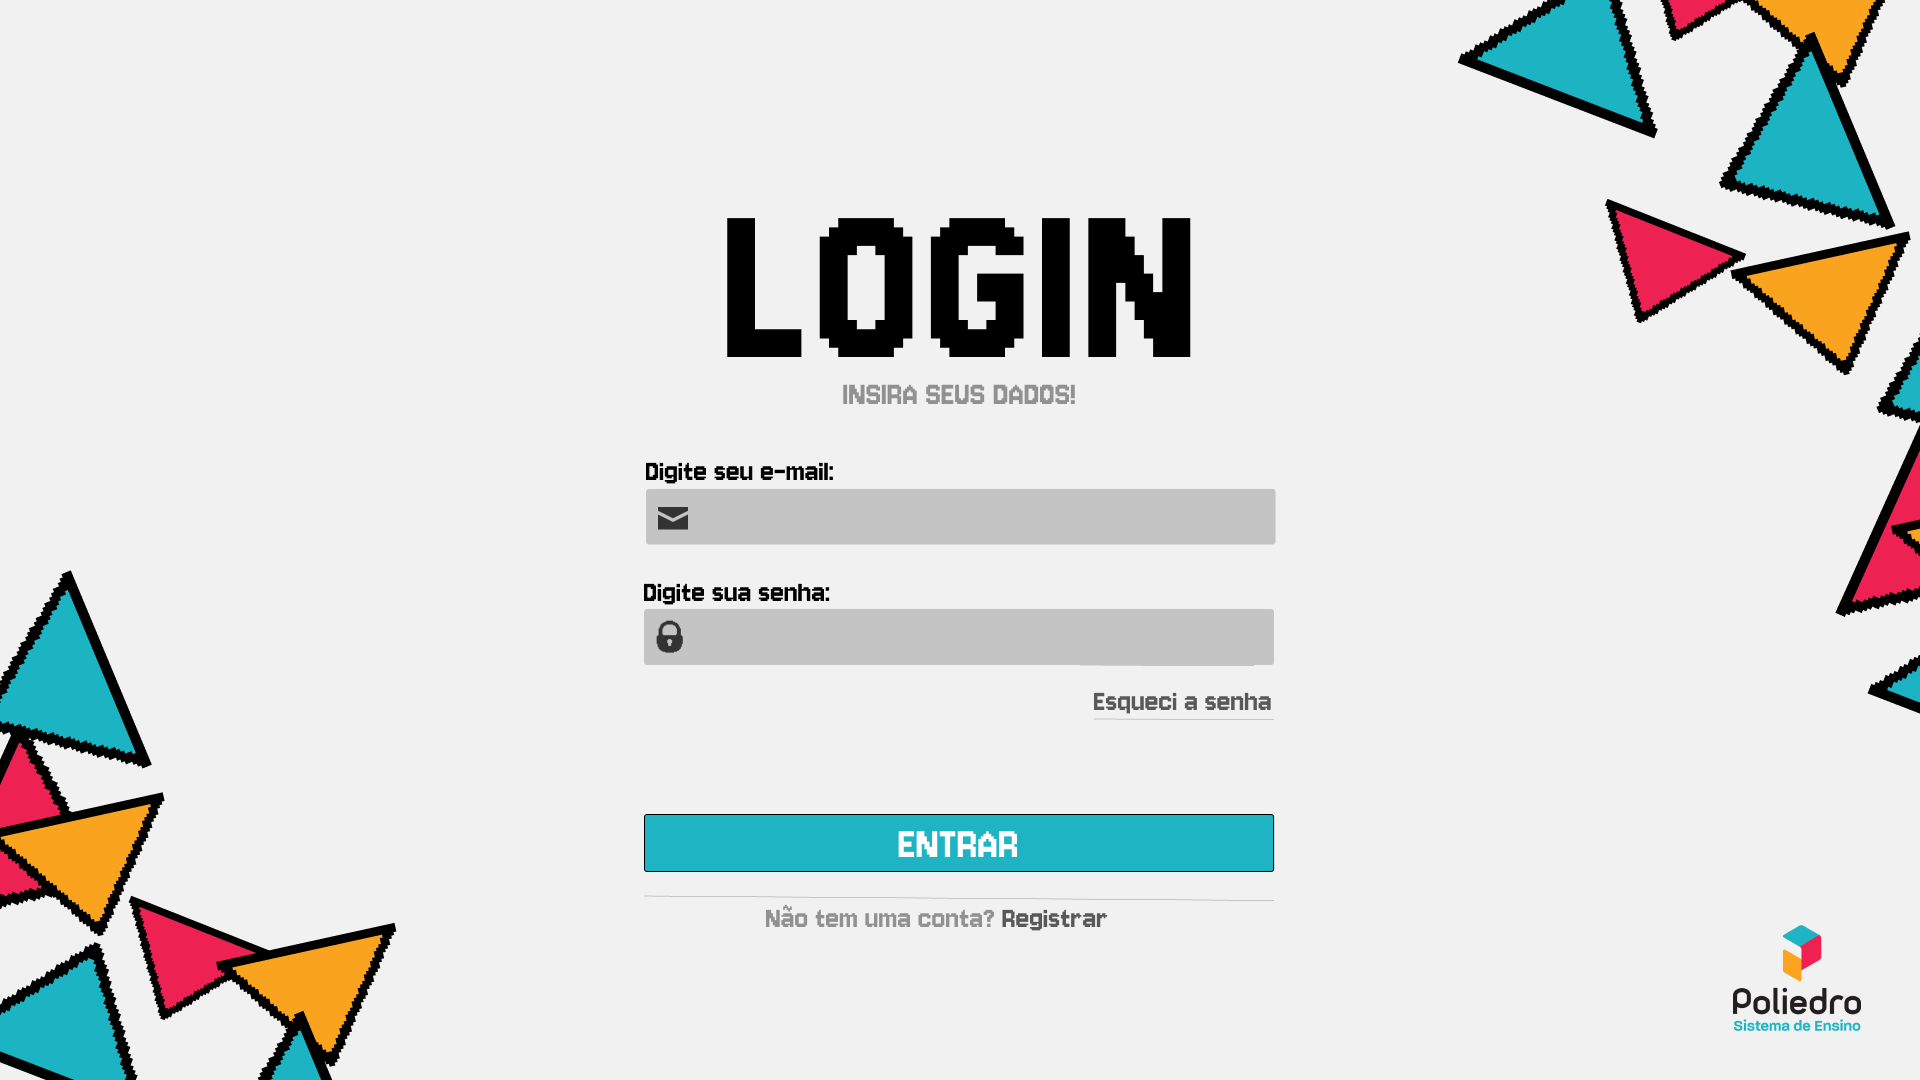 LOGIN
INSIRA SEUS DADOS!
Digite seu e-mail:
Digite sua senha:
Esqueci a senha
ENTRAR
Não tem uma conta? Registrar
Poliedro
Sistema de Ensino